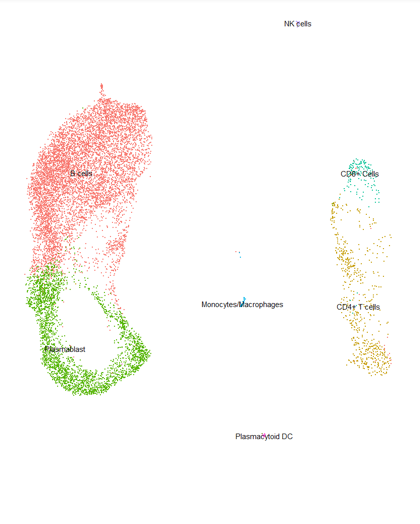 NK cells
B cells
CD8+ Cells
Monocytes/Macrophages
CD4+ T cells
Plasmablast
Plasmacytoid DC